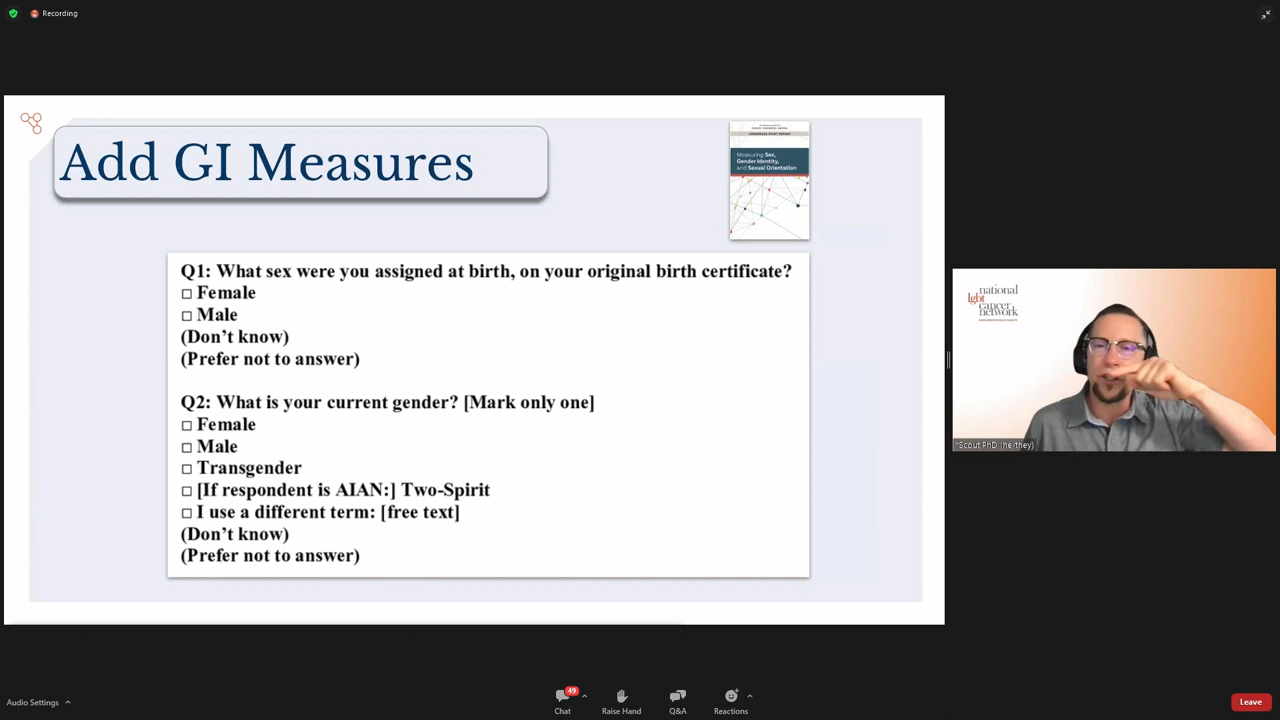 Recording
Add GI Measures
CONSENSUS STUDY REPORT
Measuring Sex,
Gender Identity,
and Sexual Orientation
Q1: What sex were you assigned at birth, on your original birth certificate?
□ Female
□ Male
(Don't know)
(Prefer not to answer)
Q2: What is your current gender? [Mark only one]
□ Female
□ Male
□ Transgender
□ [If respondent is AIAN:] Two-Spirit
□ I use a different term: [free text]
(Don't know)
(Prefer not to answer)
national
lgbt
cancer
network
*Scout PhD (he/they)
Audio Settings
49
Chat
Raise Hand
Q&A
Reactions
Leave